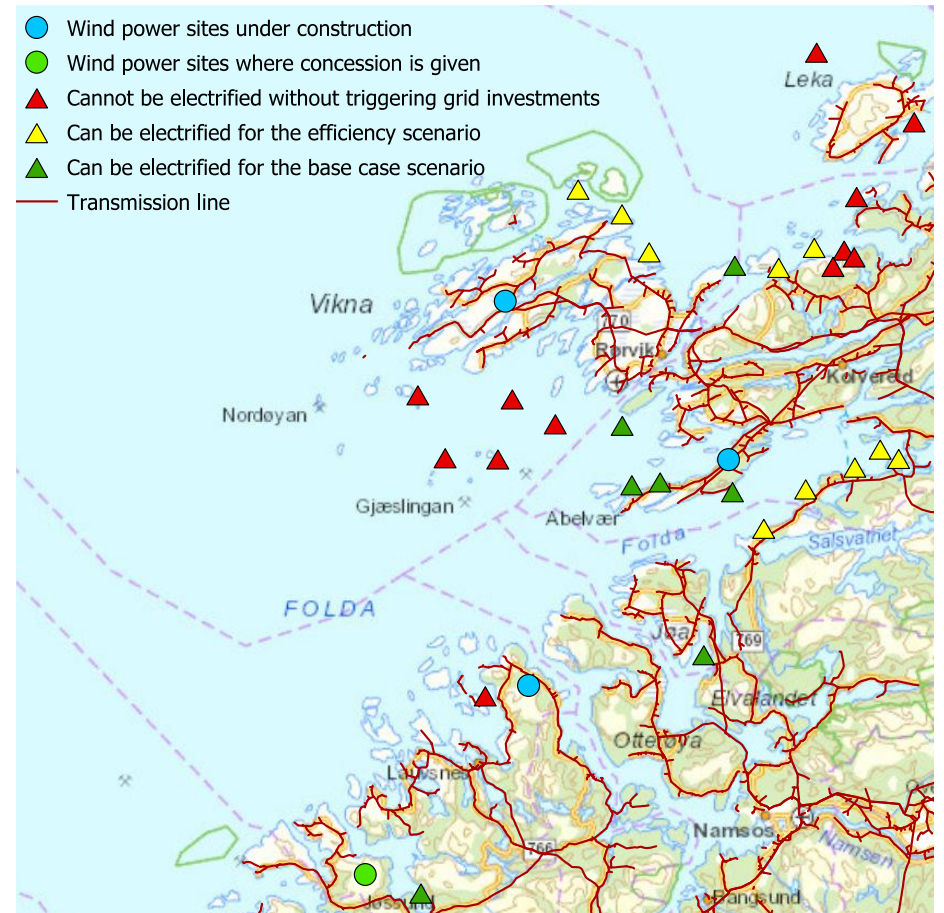 Wind power sites under construction
Wind power sites where concession is given
Cannot be electrified without triggering grid investments
Can be electrified for the efficiency scenario
Can be electrified for the base case scenario
Transmission line
Leka
Vikna
770
Rørvik
Kolvereid
Nordøyan
Gjæslingan
Abelvær
Folda
Salsvatnet
FOLDA
Jøa
769
Elvalandet
Otterøya
Lauvsnes
Namsos
Namsen
766
Jøssund
Bangsund